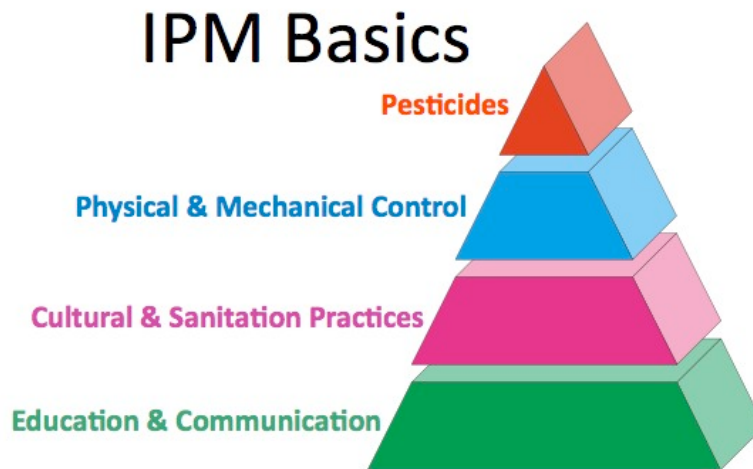 IPM Basics
Pesticides
Physical & Mechanical Control
Cultural & Sanitation Practices
Education & Communication